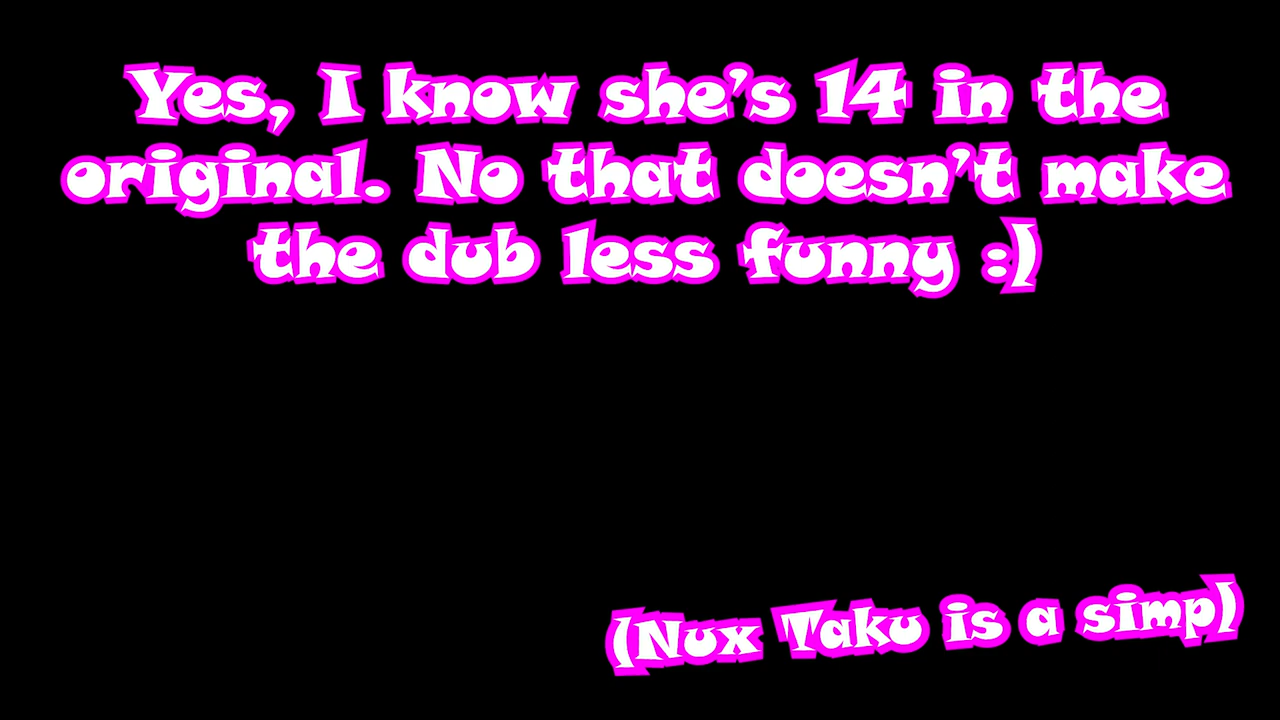 Yes, I know she's 14 in the
original. No that doesn't make
the dub less funny :)
(Nux Taku is a simp)